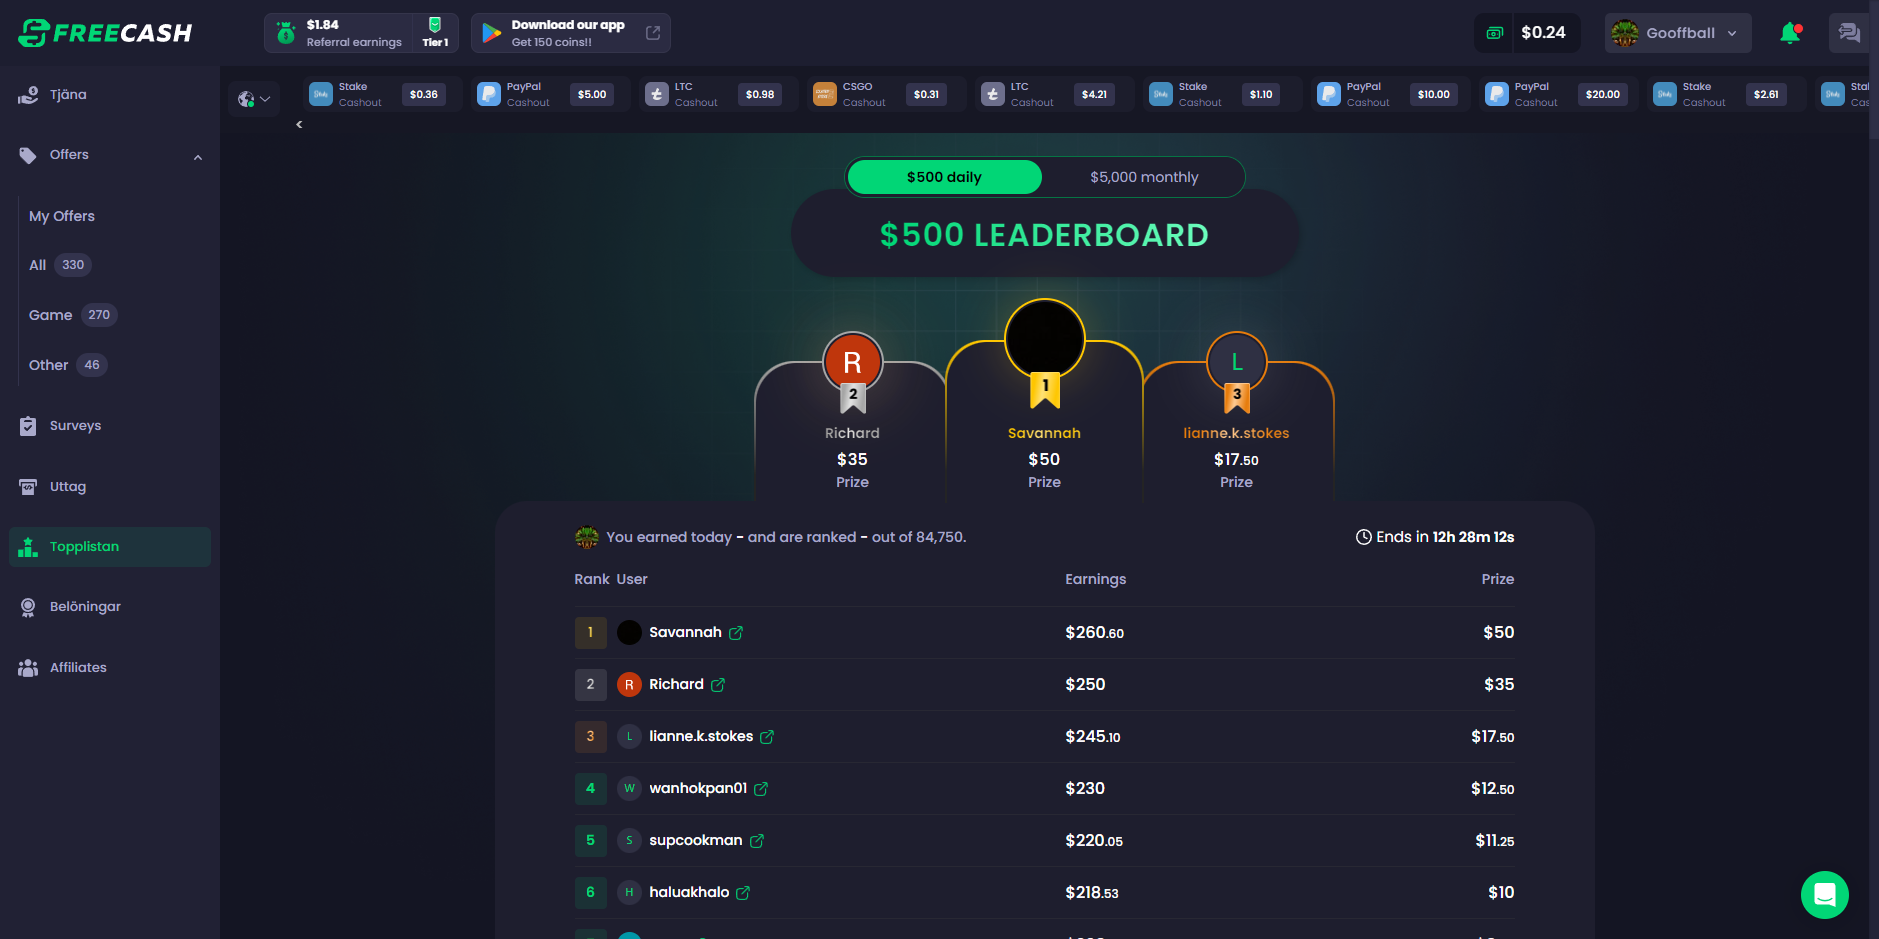 FREECASH
$1.84
Referral earnings
Tier 1
Download our app
Get 150 coins!!
$0.24
Gooffball
Tjäna
Offers
My Offers
All 330
Game 270
Other 46
Surveys
Uttag
Topplistan
Belöningar
Affiliates
Stake
Cashout
$0.36
PayPal
Cashout
$5.00
LTC
Cashout
$0.98
CSGO
Cashout
$0.31
LTC
Cashout
$4.21
Stake
Cashout
$1.10
PayPal
Cashout
$10.00
PayPal
Cashout
$20.00
Stake
Cashout
$2.61
$500 daily
$5,000 monthly
$500 LEADERBOARD
R
2
Richard
$35
Prize
1
Savannah
$50
Prize
L
3
lianne.k.stokes
$17.50
Prize
You earned today - and are ranked - out of 84,750.
Ends in 12h 28m 12s
Rank User Earnings Prize
1 Savannah $260.60 $50
2 R Richard $250 $35
3 L lianne.k.stokes $245.10 $17.50
4 W wanhokpan01 $230 $12.50
5 S supcookman $220.05 $11.25
6 H haluakhalo $218.53 $10